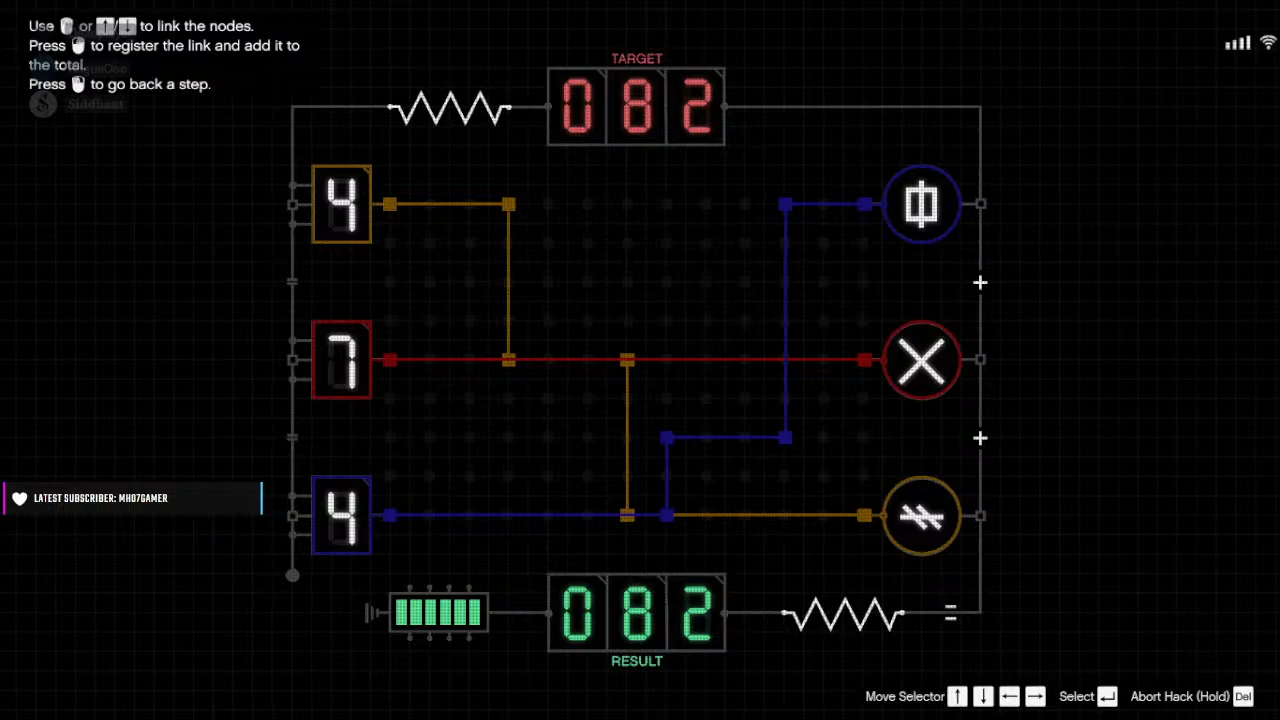 Use or ↑/↓ to link the nodes.
Press to register the link and add it to
the total.
Press to go back a step.
Siddhant
TARGET
082
4
7
4
LATEST SUBSCRIBER: MH07GAMER
+
+
=
082
RESULT
Move Selector ↑ ↓ ← → Select ↵ Abort Hack (Hold) Del